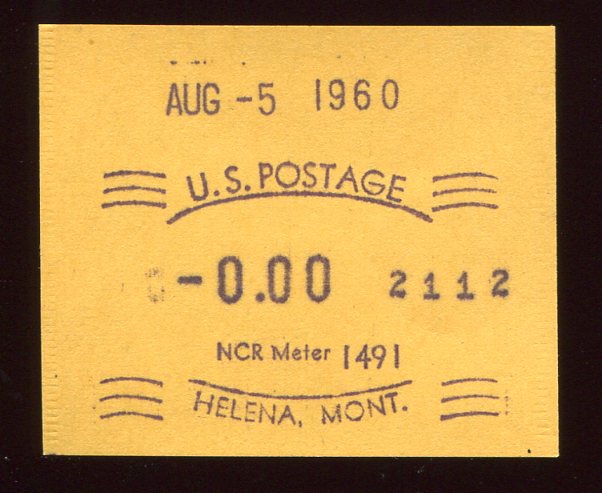 AUG -5 1960
U.S. POSTAGE
-0.00 2112
NCR Meter 1491
HELENA, MONT.